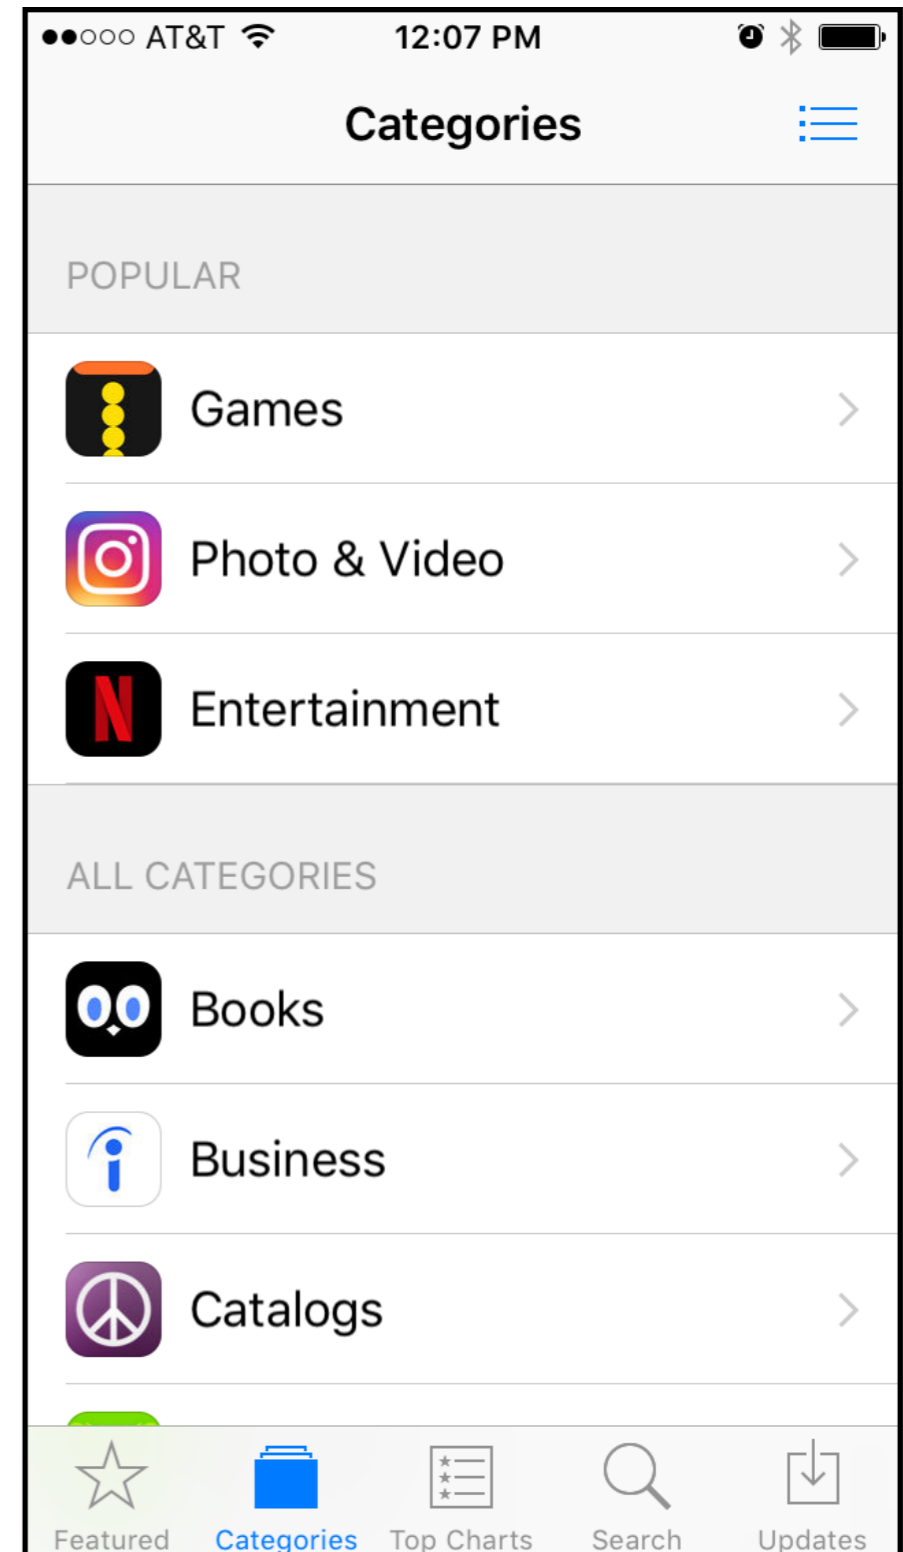 AT&T 12:07 PM
Categories
POPULAR
Games
Photo & Video
N Entertainment
ALL CATEGORIES
Books
Business
Catalogs
Featured Categories Top Charts Search Updates